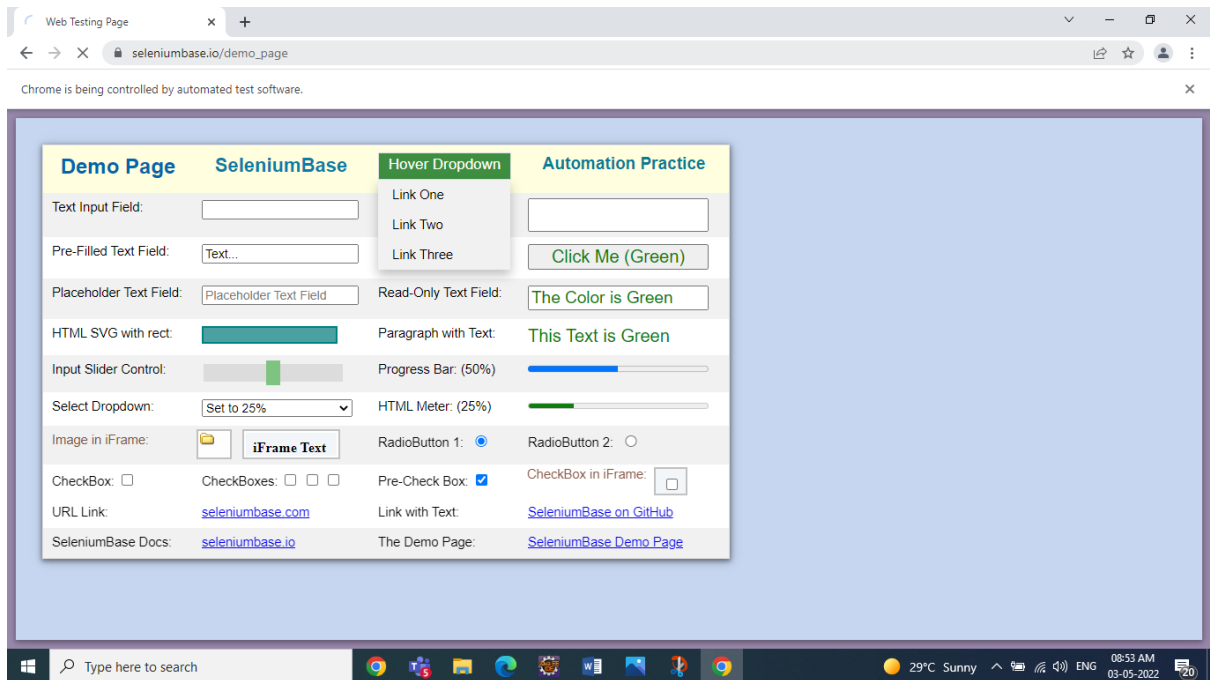 Web Testing Page
seleniumbase.io/demo_page
Chrome is being controlled by automated test software.
Demo Page SeleniumBase Hover Dropdown Automation Practice
Link One
Text Input Field:
Link Two
Pre-Filled Text Field: Text... Link Three Click Me (Green)
Placeholder Text Field: Placeholder Text Field Read-Only Text Field: The Color is Green
HTML SVG with rect: Paragraph with Text: This Text is Green
Input Slider Control: Progress Bar: (50%)
Select Dropdown: Set to 25% HTML Meter: (25%)
Image in iFrame: iFrame Text RadioButton 1: RadioButton 2:
CheckBox: CheckBoxes: Pre-Check Box: CheckBox in iFrame:
URL Link: seleniumbase.com Link with Text: SeleniumBase on GitHub
SeleniumBase Docs: seleniumbase.io The Demo Page: SeleniumBase Demo Page
Type here to search 29°C Sunny ENG 08:53 AM
03-05-2022
20